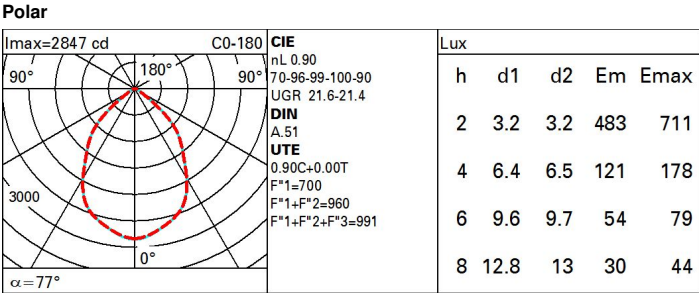 Polar
Imax=2847 cd C0-180
90° 180° 90°
3000
0°
α=77°
CIE
nL 0.90
70-96-99-100-90
UGR 21.6-21.4
DIN
A.51
UTE
0.90C+0.00T
F"1=700
F"1+F"2=960
F"1+F"2+F"3=991
Lux
h d1 d2 Em Emax
2 3.2 3.2 483 711
4 6.4 6.5 121 178
6 9.6 9.7 54 79
8 12.8 13 30 44